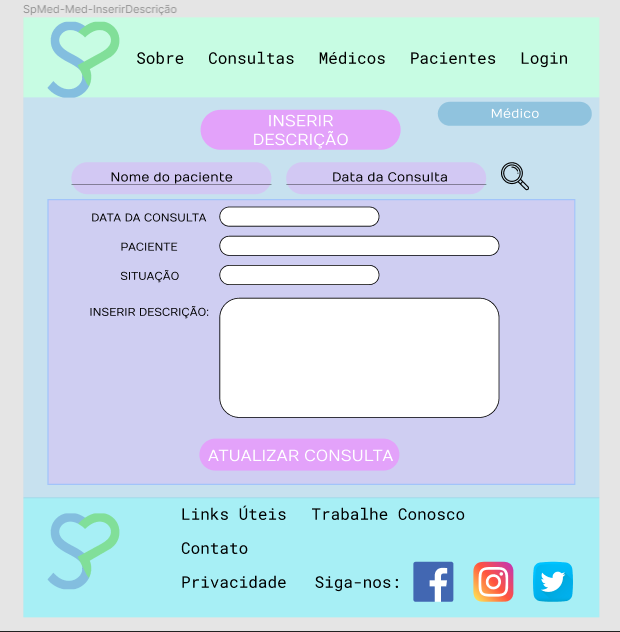 SpMed-Med-InserirDescrição
Sobre Consultas Médicos Pacientes Login
Médico
INSERIR
DESCRIÇÃO
Nome do paciente Data da Consulta
DATA DA CONSULTA
PACIENTE
SITUAÇÃO
INSERIR DESCRIÇÃO:
ATUALIZAR CONSULTA
Links Úteis Trabalhe Conosco
Contato
Privacidade Siga-nos: